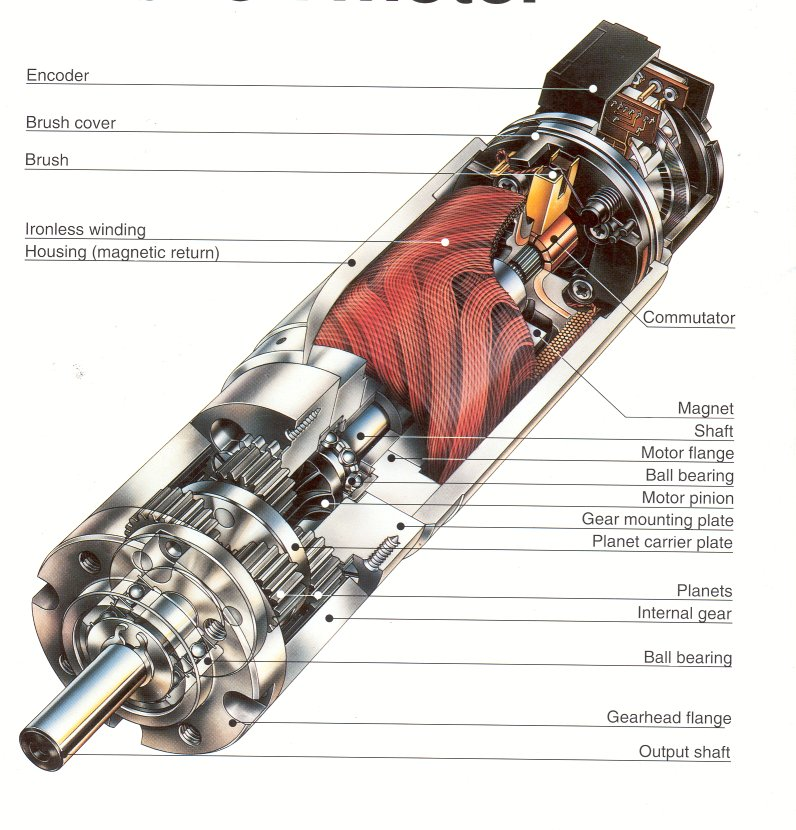 motor
Encoder
Brush cover
Brush
Ironless winding
Housing (magnetic return)
Commutator
Magnet
Shaft
Motor flange
Ball bearing
Motor pinion
Gear mounting plate
Planet carrier plate
Planets
Internal gear
Ball bearing
Gearhead flange
Output shaft